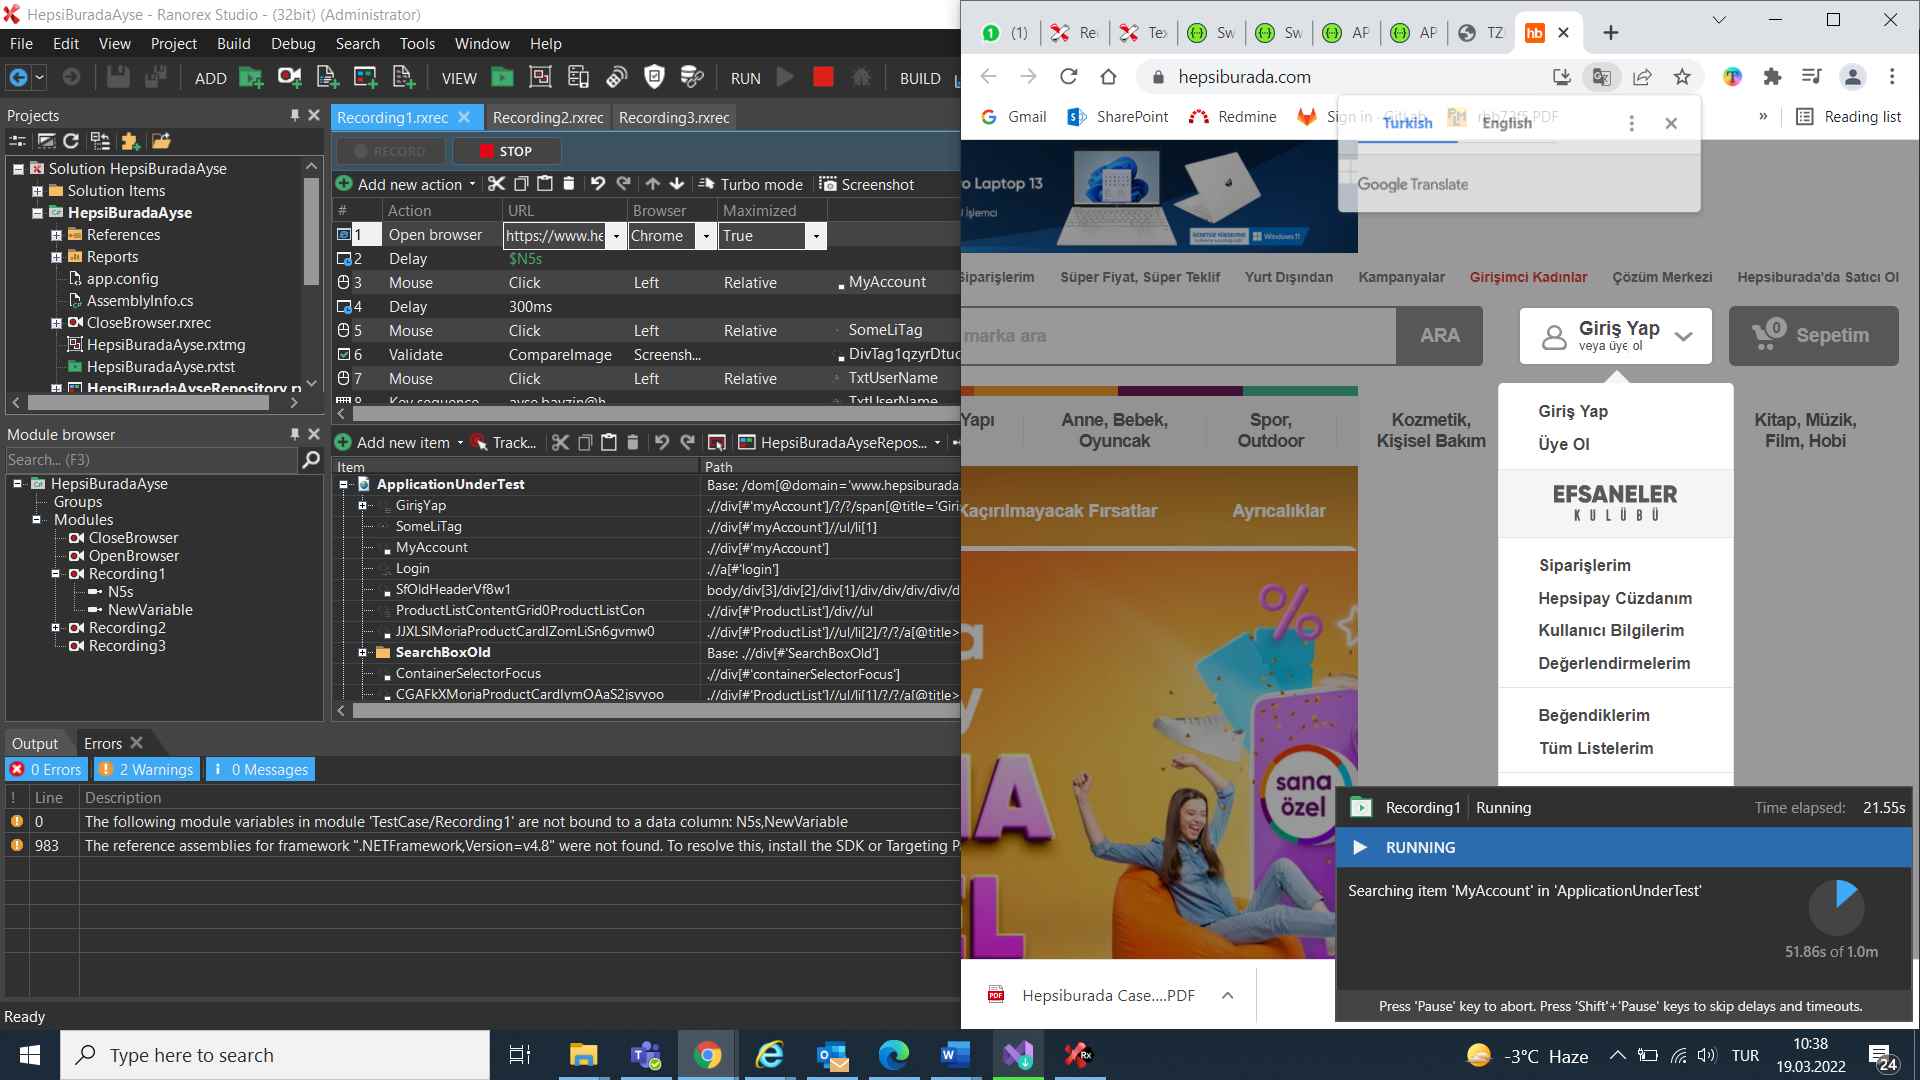 HepsiBuradaAyse - Ranorex Studio - (32bit) (Administrator)
File Edit View Project Build Debug Search Tools Window Help
ADD VIEW RUN BUILD
Projects
Solution HepsiBuradaAyse
Solution Items
HepsiBuradaAyse
References
Reports
app.config
AssemblyInfo.cs
CloseBrowser.rxrec
HepsiBuradaAyse.rxtmg
HepsiBuradaAyse.rxtst
HepsiBuradaAyseRepository.rx
Module browser
Search... (F3)
HepsiBuradaAyse
Groups
Modules
CloseBrowser
OpenBrowser
Recording1
N5s
NewVariable
Recording2
Recording3
Recording1.rxrec Recording2.rxrec Recording3.rxrec
RECORD STOP
Add new action Turbo mode Screenshot
# Action URL Browser Maximized
1 Open browser https://www.he Chrome True
2 Delay $N5s
3 Mouse Click Left Relative MyAccount
4 Delay 300ms
5 Mouse Click Left Relative SomeLiTag
6 Validate CompareImage Screensh... DivTag1qzyrDtuc
7 Mouse Click Left Relative TxtUserName
8 Key sequence ayse.bayzin@h TxtUserName
Add new item Track... HepsiBuradaAyseRepos...
Item Path
ApplicationUnderTest Base: /dom[@domain='www.hepsiburada.
GirişYap .//div[#'myAccount']/?/?/span[@title='Giri
SomeLiTag .//div[#'myAccount']//ul/li[1]
MyAccount .//div[#'myAccount']
Login .//a[#'login']
SfOldHeaderVf8w1 body/div[3]/div[2]/div[1]/div/div/div/div/d
ProductListContentGrid0ProductListCon .//div[#'ProductList']/div//ul
JJXLSlMoriaProductCardIZomLiSn6gvmw0 .//div[#'ProductList']//ul/li[2]/?/?/a[@title>
SearchBoxOld Base: .//div[#'SearchBoxOld']
ContainerSelectorFocus .//div[#'containerSelectorFocus']
CGAFkXMoriaProductCardIymOAaS2jsyyoo .//div[#'ProductList']//ul/li[1]/?/?/a[@title>
Output Errors
0 Errors 2 Warnings 0 Messages
! Line Description
0 The following module variables in module 'TestCase/Recording1' are not bound to a data column: N5s,NewVariable
983 The reference assemblies for framework ".NETFramework,Version=v4.8" were not found. To resolve this, install the SDK or Targeting P
Ready
1 (1) Re Tex Sw Sw AP AP TZ hb
hepsiburada.com
Gmail SharePoint Redmine Sign in » Reading list
Turkish English
Google Translate
o Laptop 13
İşlemci
Windows 11
Siparişlerim Süper Fiyat, Süper Teklif Yurt Dışından Kampanyalar Girişimci Kadınlar Çözüm Merkezi Hepsiburada'da Satıcı Ol
marka ara ARA
Giriş Yap
veya üye ol
0 Sepetim
Yapı
Anne, Bebek,
Oyuncak
Spor,
Outdoor
Kozmetik,
Kişisel Bakım
Kitap, Müzik,
Film, Hobi
Kaçırılmayacak Fırsatlar Ayrıcalıklar
sana
özel
Giriş Yap
Üye Ol
EFSANELER
KULÜBÜ
Siparişlerim
Hepsipay Cüzdanım
Kullanıcı Bilgilerim
Değerlendirmelerim
Beğendiklerim
Tüm Listelerim
Recording1 Running Time elapsed: 21.55s
RUNNING
Searching item 'MyAccount' in 'ApplicationUnderTest'
51.86s of 1.0m
Press 'Pause' key to abort. Press 'Shift'+'Pause' keys to skip delays and timeouts.
PDF Hepsiburada Case....PDF
Type here to search
-3°C Haze TUR
10:38
19.03.2022
24